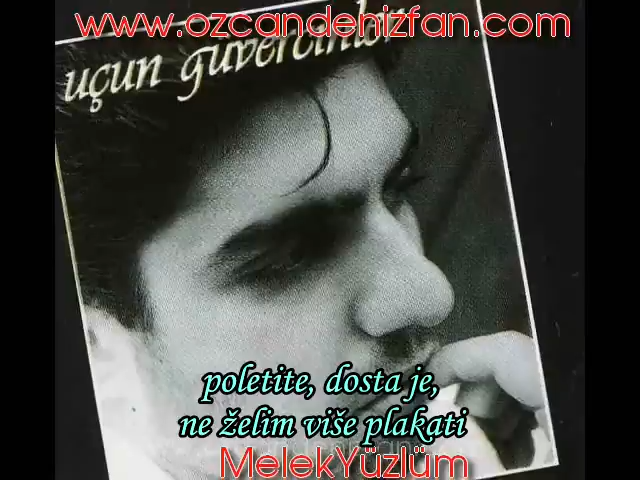 www.ozcandenizfan.com
uçun güvercinler
poletite, dosta je,
ne želim više plakati
MelekYüzlüm